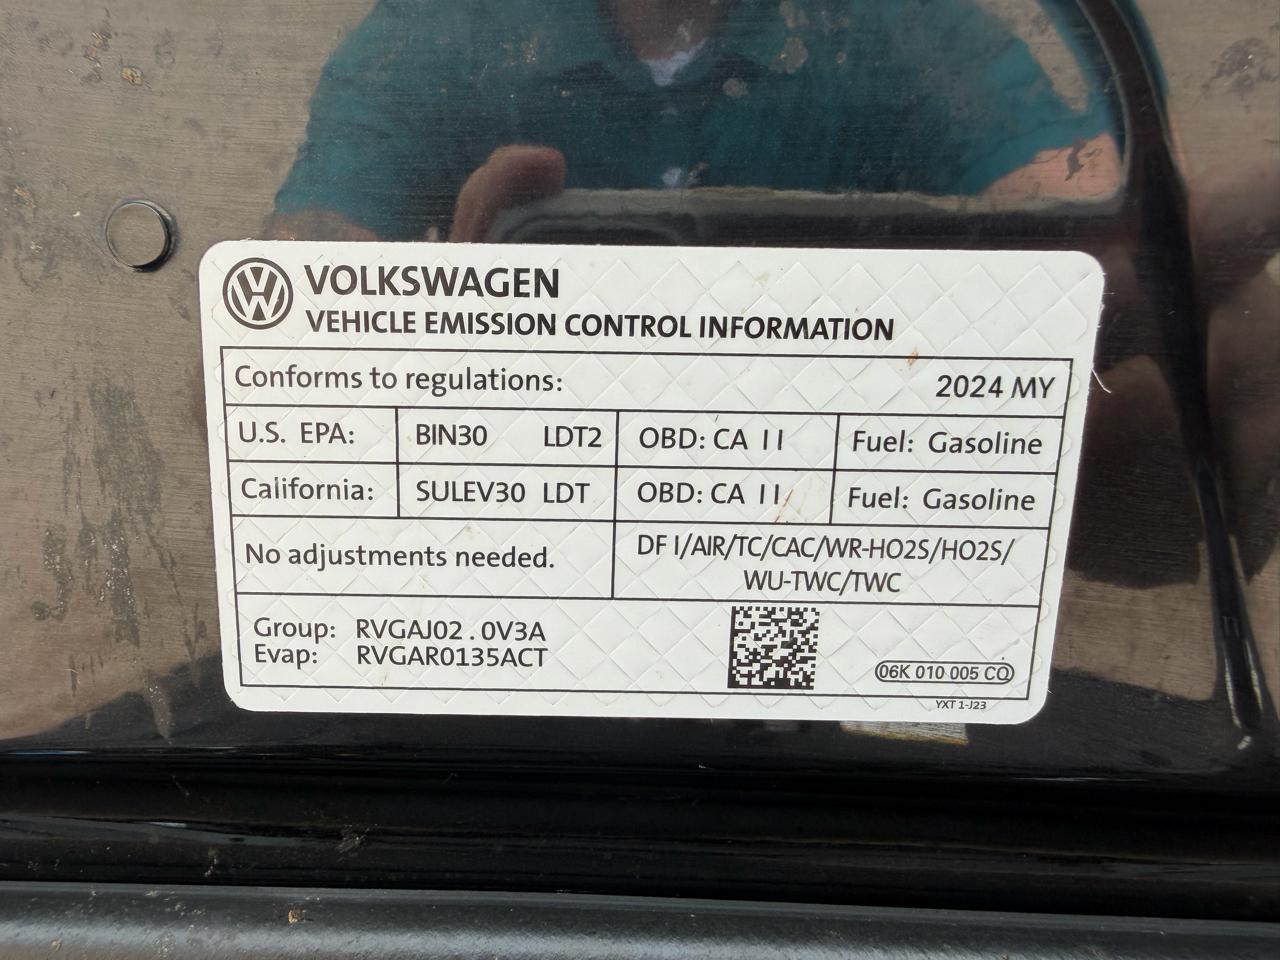 VOLKSWAGEN
VEHICLE EMISSION CONTROL INFORMATION
Conforms to regulations: 2024 MY
U.S. EPA: BIN30 LDT2 OBD: CA II Fuel: Gasoline
California: SULEV30 LDT OBD: CA II Fuel: Gasoline
No adjustments needed. DFI/AIR/TC/CAC/WR-HO2S/HO2S/
WU-TWC/TWC
Group: RVGAJ02.0V3A
Evap: RVGAR0135ACT
06K 010 005 CQ
YXT 1-J23